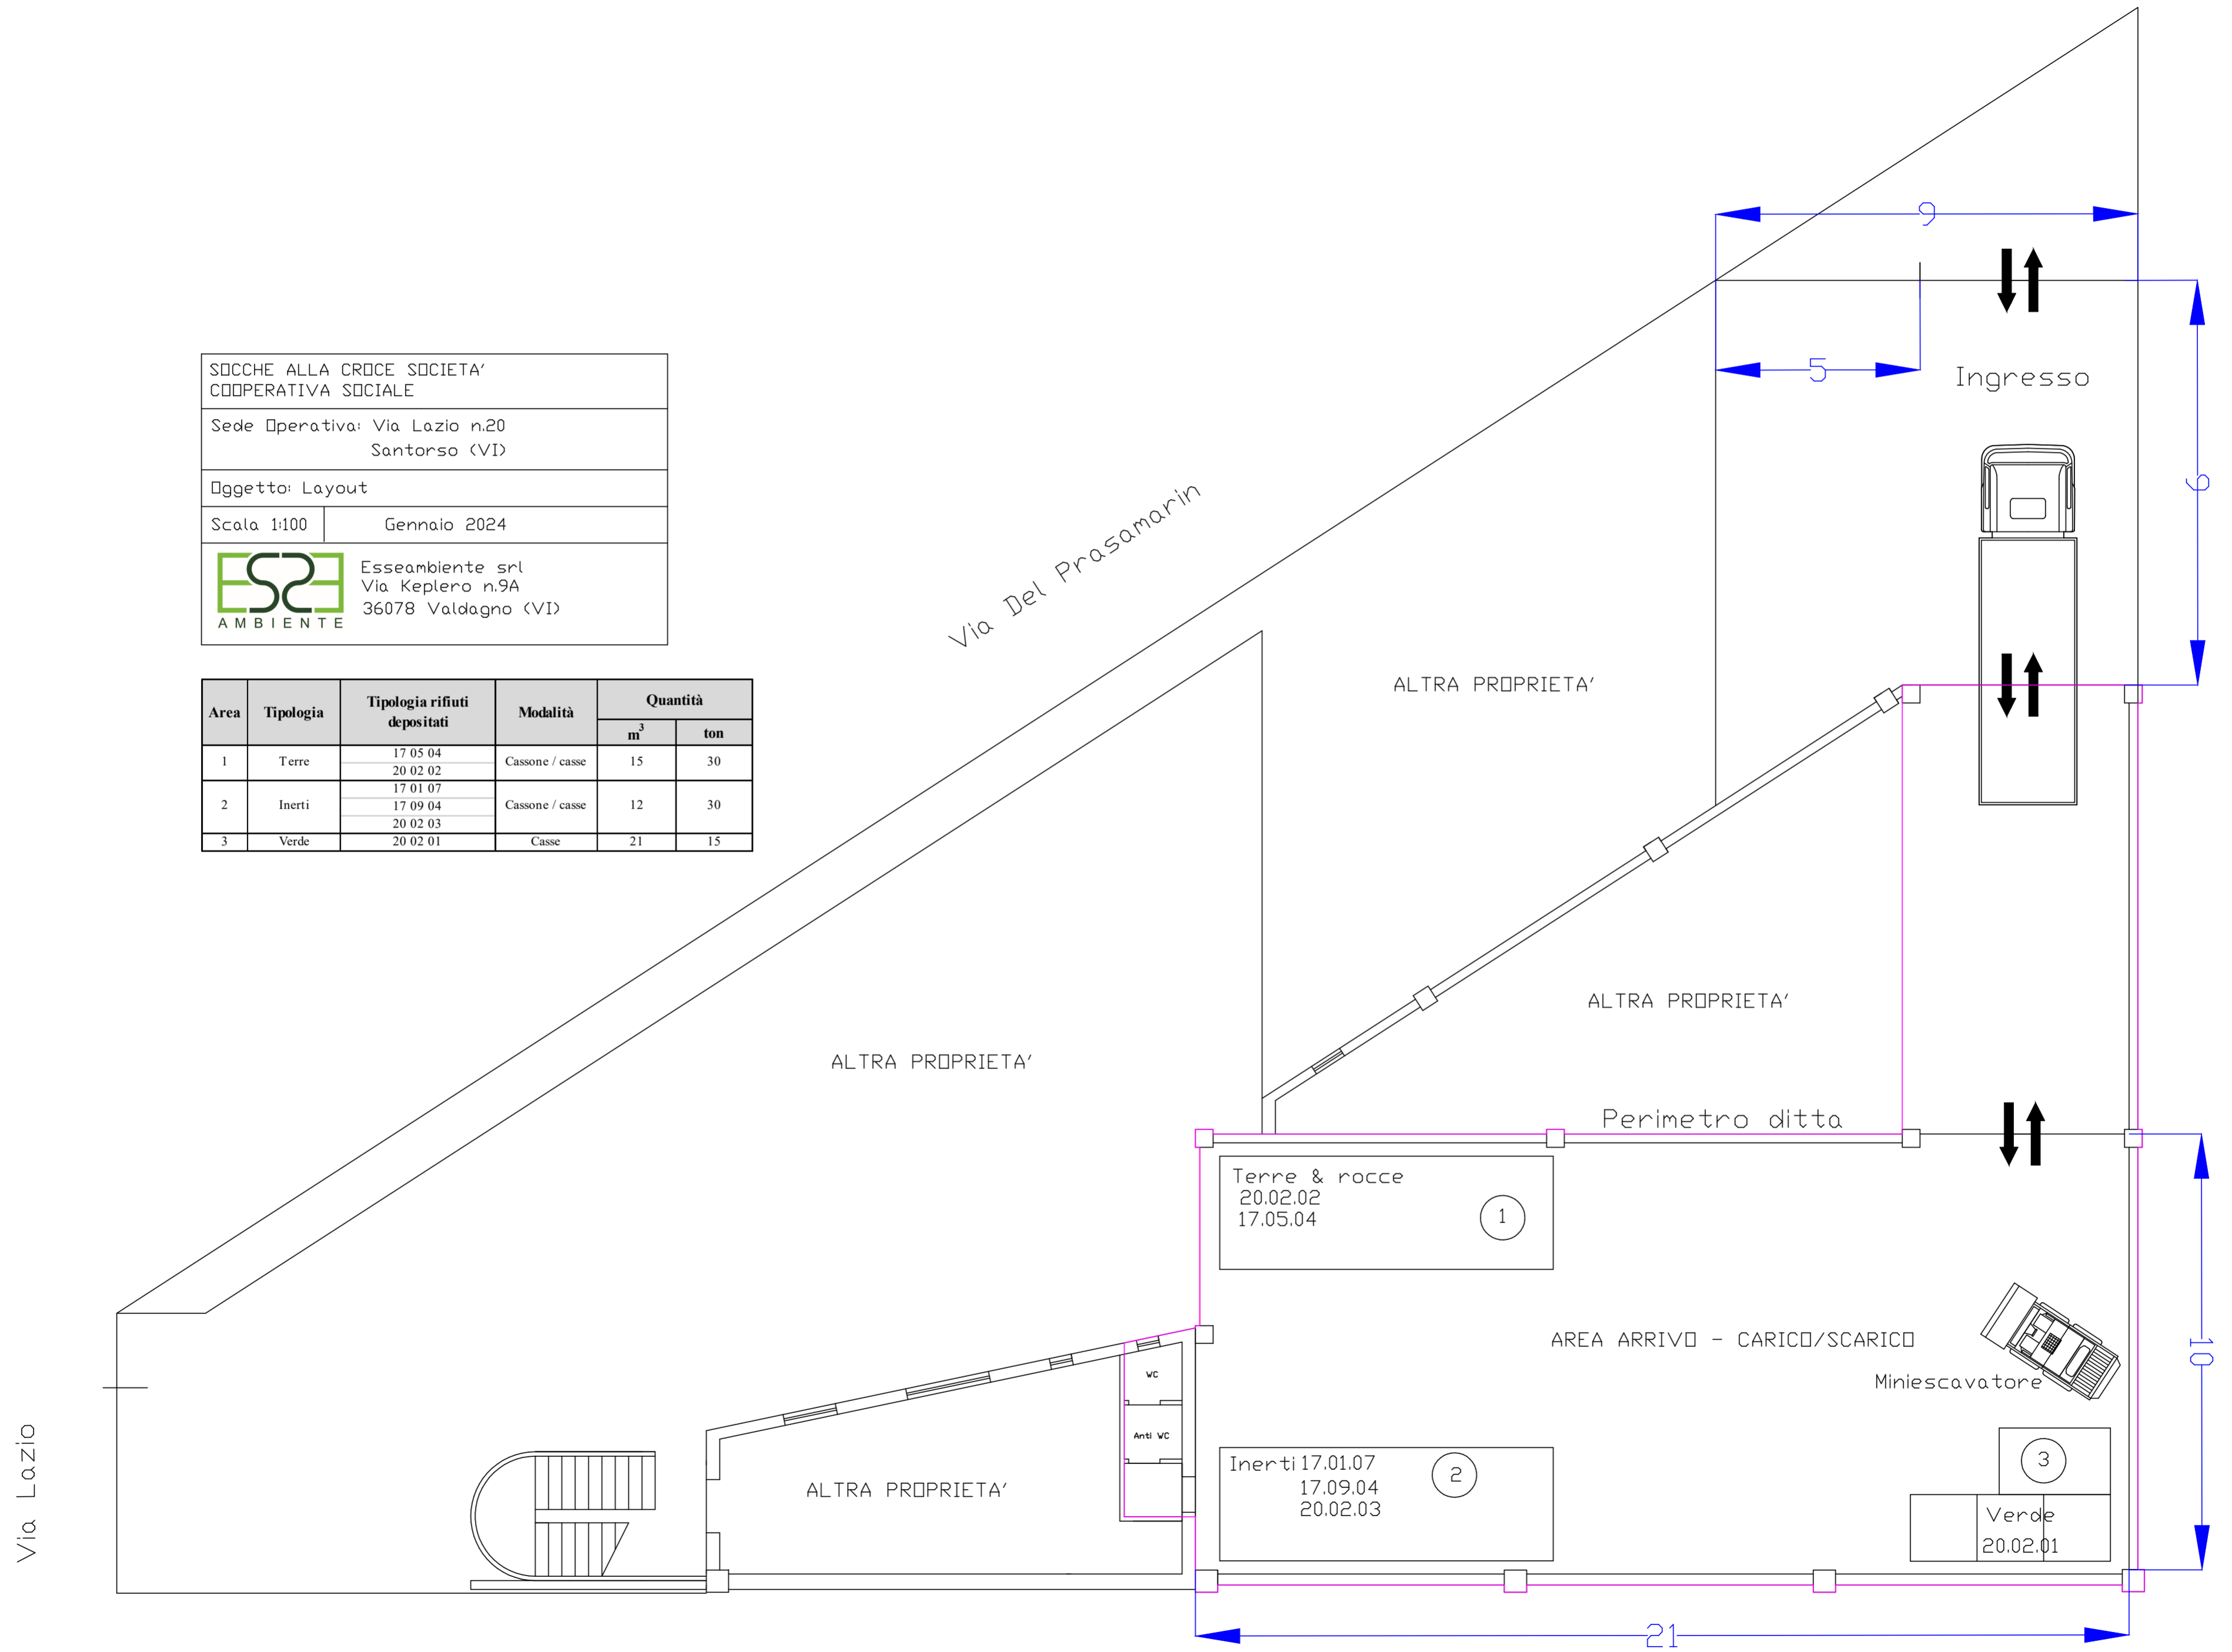 SOCCHE ALLA CROCE SOCIETA'
COOPERATIVA SOCIALE
Sede Operativa: Via Lazio n.20
Santorso (VI)
Oggetto: Layout
Scala 1:100
Gennaio 2024
AMBIENTE
Esseambiente srl
Via Keplero n.9A
36078 Valdagno (VI)
Area Tipologia Tipologia rifiuti depositati Modalità Quantità
m³ ton
1 Terre 17 05 04 Cassone / casse 15 30
20 02 02
2 Inerti 17 01 07 Cassone / casse 12 30
17 09 04
20 02 03
3 Verde 20 02 01 Casse 21 15
9
5
Ingresso
9
Via Del Prasamarin
ALTRA PROPRIETA'
ALTRA PROPRIETA'
ALTRA PROPRIETA'
Perimetro ditta
Terre & rocce
20.02.02
17.05.04
1
AREA ARRIVO - CARICO/SCARICO
Miniescavatore
10
WC
Anti WC
Inerti 17.01.07
17.09.04
20.02.03
2
3
Verde
20.02.01
ALTRA PROPRIETA'
Via Lazio
21